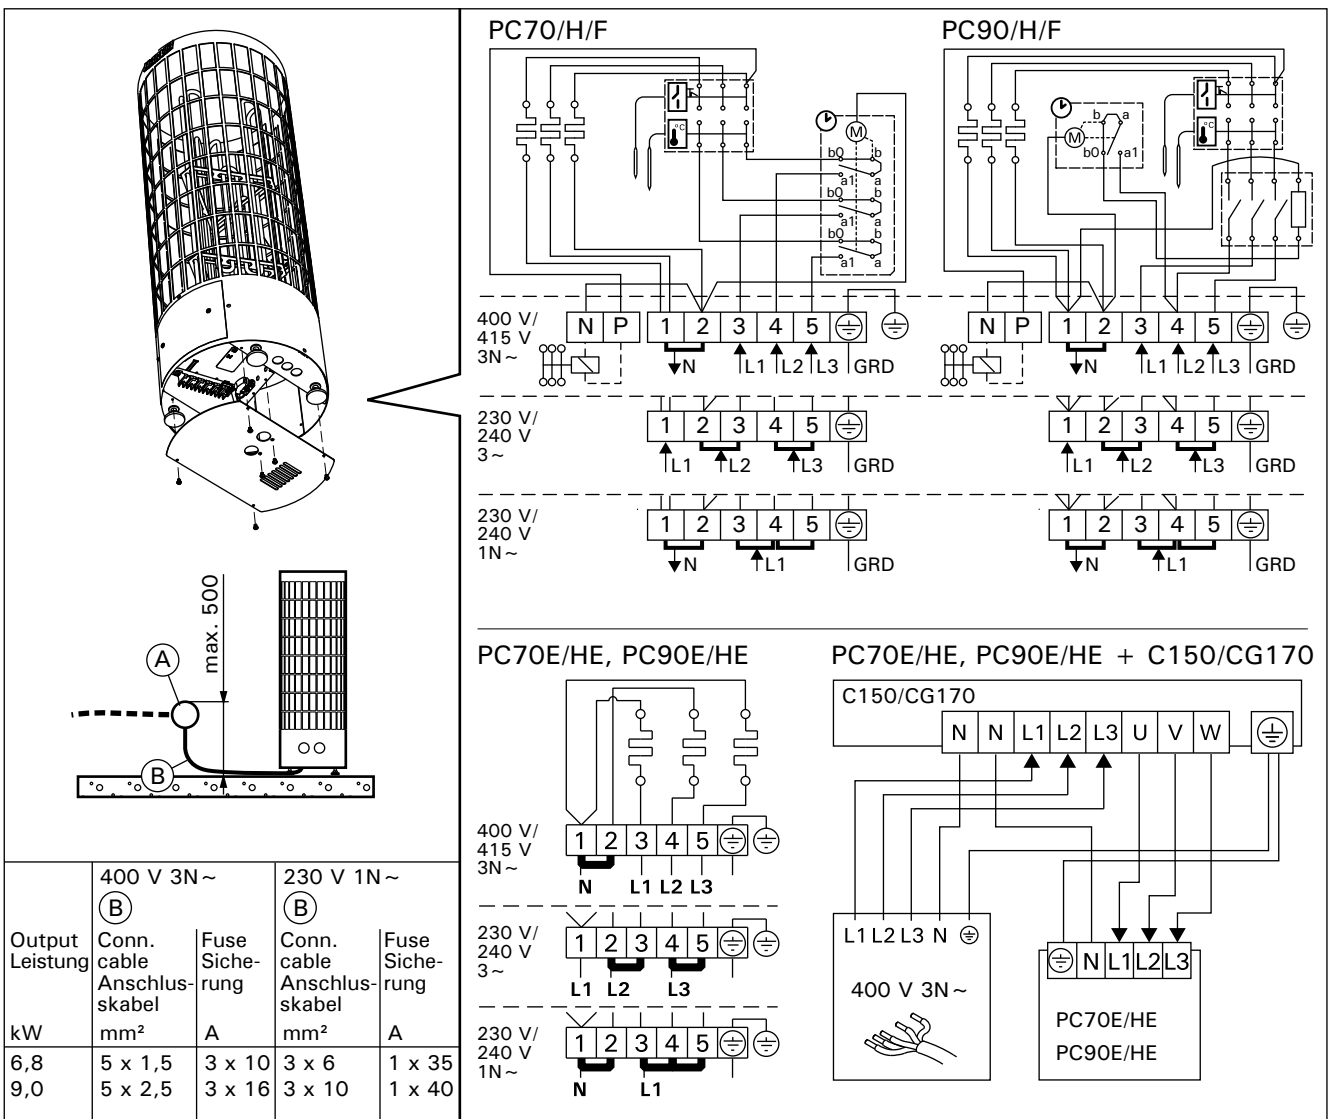 max. 500
A
B
400 V 3N~
230 V 1N~
B
B
Output
Leistung
Conn.
cable
Anschlus-
skabel
Fuse
Siche-
rung
Conn.
cable
Anschlus-
skabel
Fuse
Siche-
rung
kW
mm²
A
mm²
A
6,8
5 x 1,5
3 x 10
3 x 6
1 x 35
9,0
5 x 2,5
3 x 16
3 x 10
1 x 40
PC70/H/F
°C
M
b0 b
a1 a
b0 b
a1 a
b0 b
a1 a
400 V/
415 V
3N~
N P 1 2 3 4 5
N L1 L2 L3 GRD
230 V/
240 V
3~
1 2 3 4 5
L1 L2 L3 GRD
230 V/
240 V
1N~
1 2 3 4 5
N L1 GRD
PC90/H/F
°C
M
b a
b0 a1
N P 1 2 3 4 5
N L1 L2 L3 GRD
1 2 3 4 5
L1 L2 L3 GRD
1 2 3 4 5
N L1 GRD
PC70E/HE, PC90E/HE
400 V/
415 V
3N~
1 2 3 4 5
N L1 L2 L3
230 V/
240 V
3~
1 2 3 4 5
L1 L2 L3
230 V/
240 V
1N~
1 2 3 4 5
N L1
PC70E/HE, PC90E/HE + C150/CG170
C150/CG170
N N L1 L2 L3 U V W
L1 L2 L3 N
400 V 3N~
N L1 L2 L3
PC70E/HE
PC90E/HE